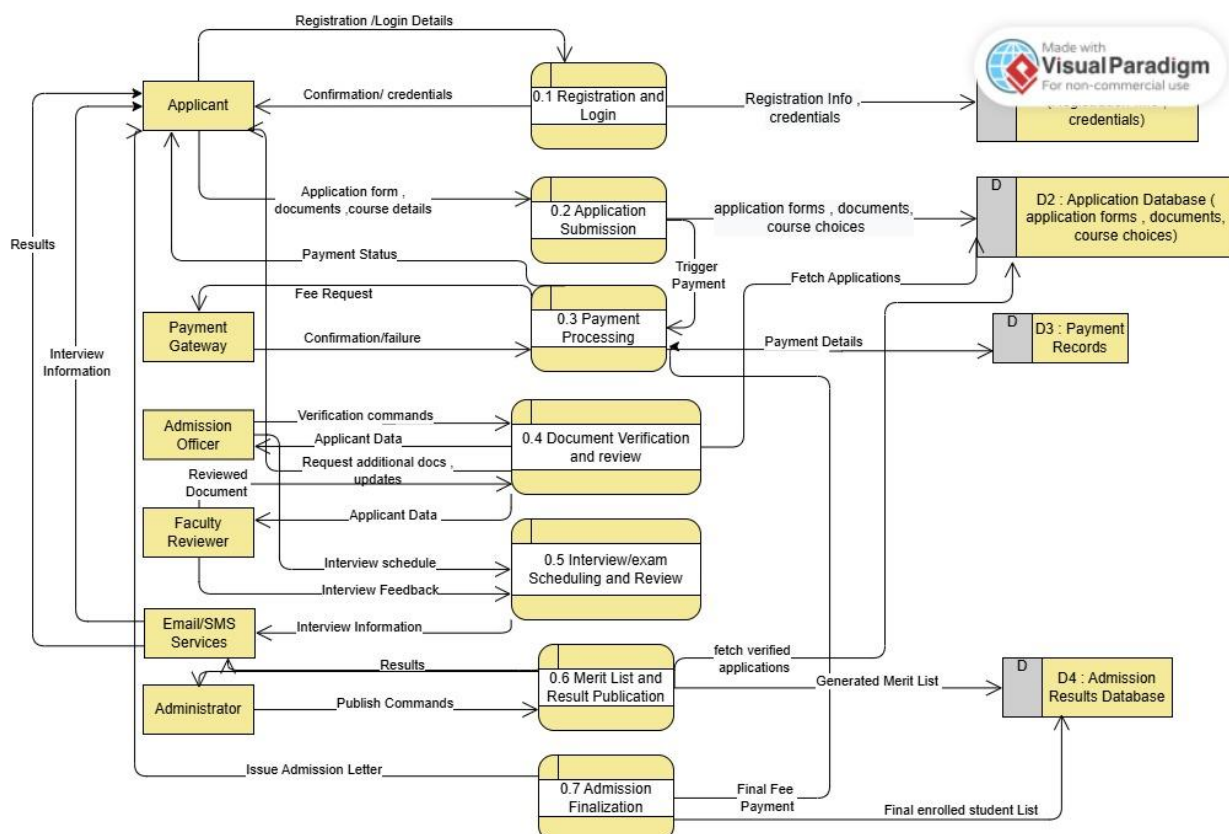 Registration /Login Details
Made with
VisualParadigm
For non-commercial use
Applicant
Confirmation/ credentials
0.1 Registration and
Login
Registration Info ,
credentials
credentials)
Application form ,
documents ,course details
0.2 Application
Submission
application forms , documents,
course choices
D
D2 : Application Database (
application forms , documents,
course choices)
Results
Payment Status
Trigger
Payment
Fetch Applications
Fee Request
Payment
Gateway
Confirmation/failure
0.3 Payment
Processing
Payment Details
D
D3 : Payment
Records
Interview
Information
Admission
Officer
Verification commands
Applicant Data
Request additional docs ,
updates
0.4 Document Verification
and review
Reviewed
Document
Applicant Data
Faculty
Reviewer
Interview schedule
Interview Feedback
0.5 Interview/exam
Scheduling and Review
Email/SMS
Services
Interview Information
Results
0.6 Merit List and
Result Publication
fetch verified
applications
Generated Merit List
D
D4 : Admission
Results Database
Administrator
Publish Commands
Issue Admission Letter
0.7 Admission
Finalization
Final Fee
Payment
Final enrolled student List